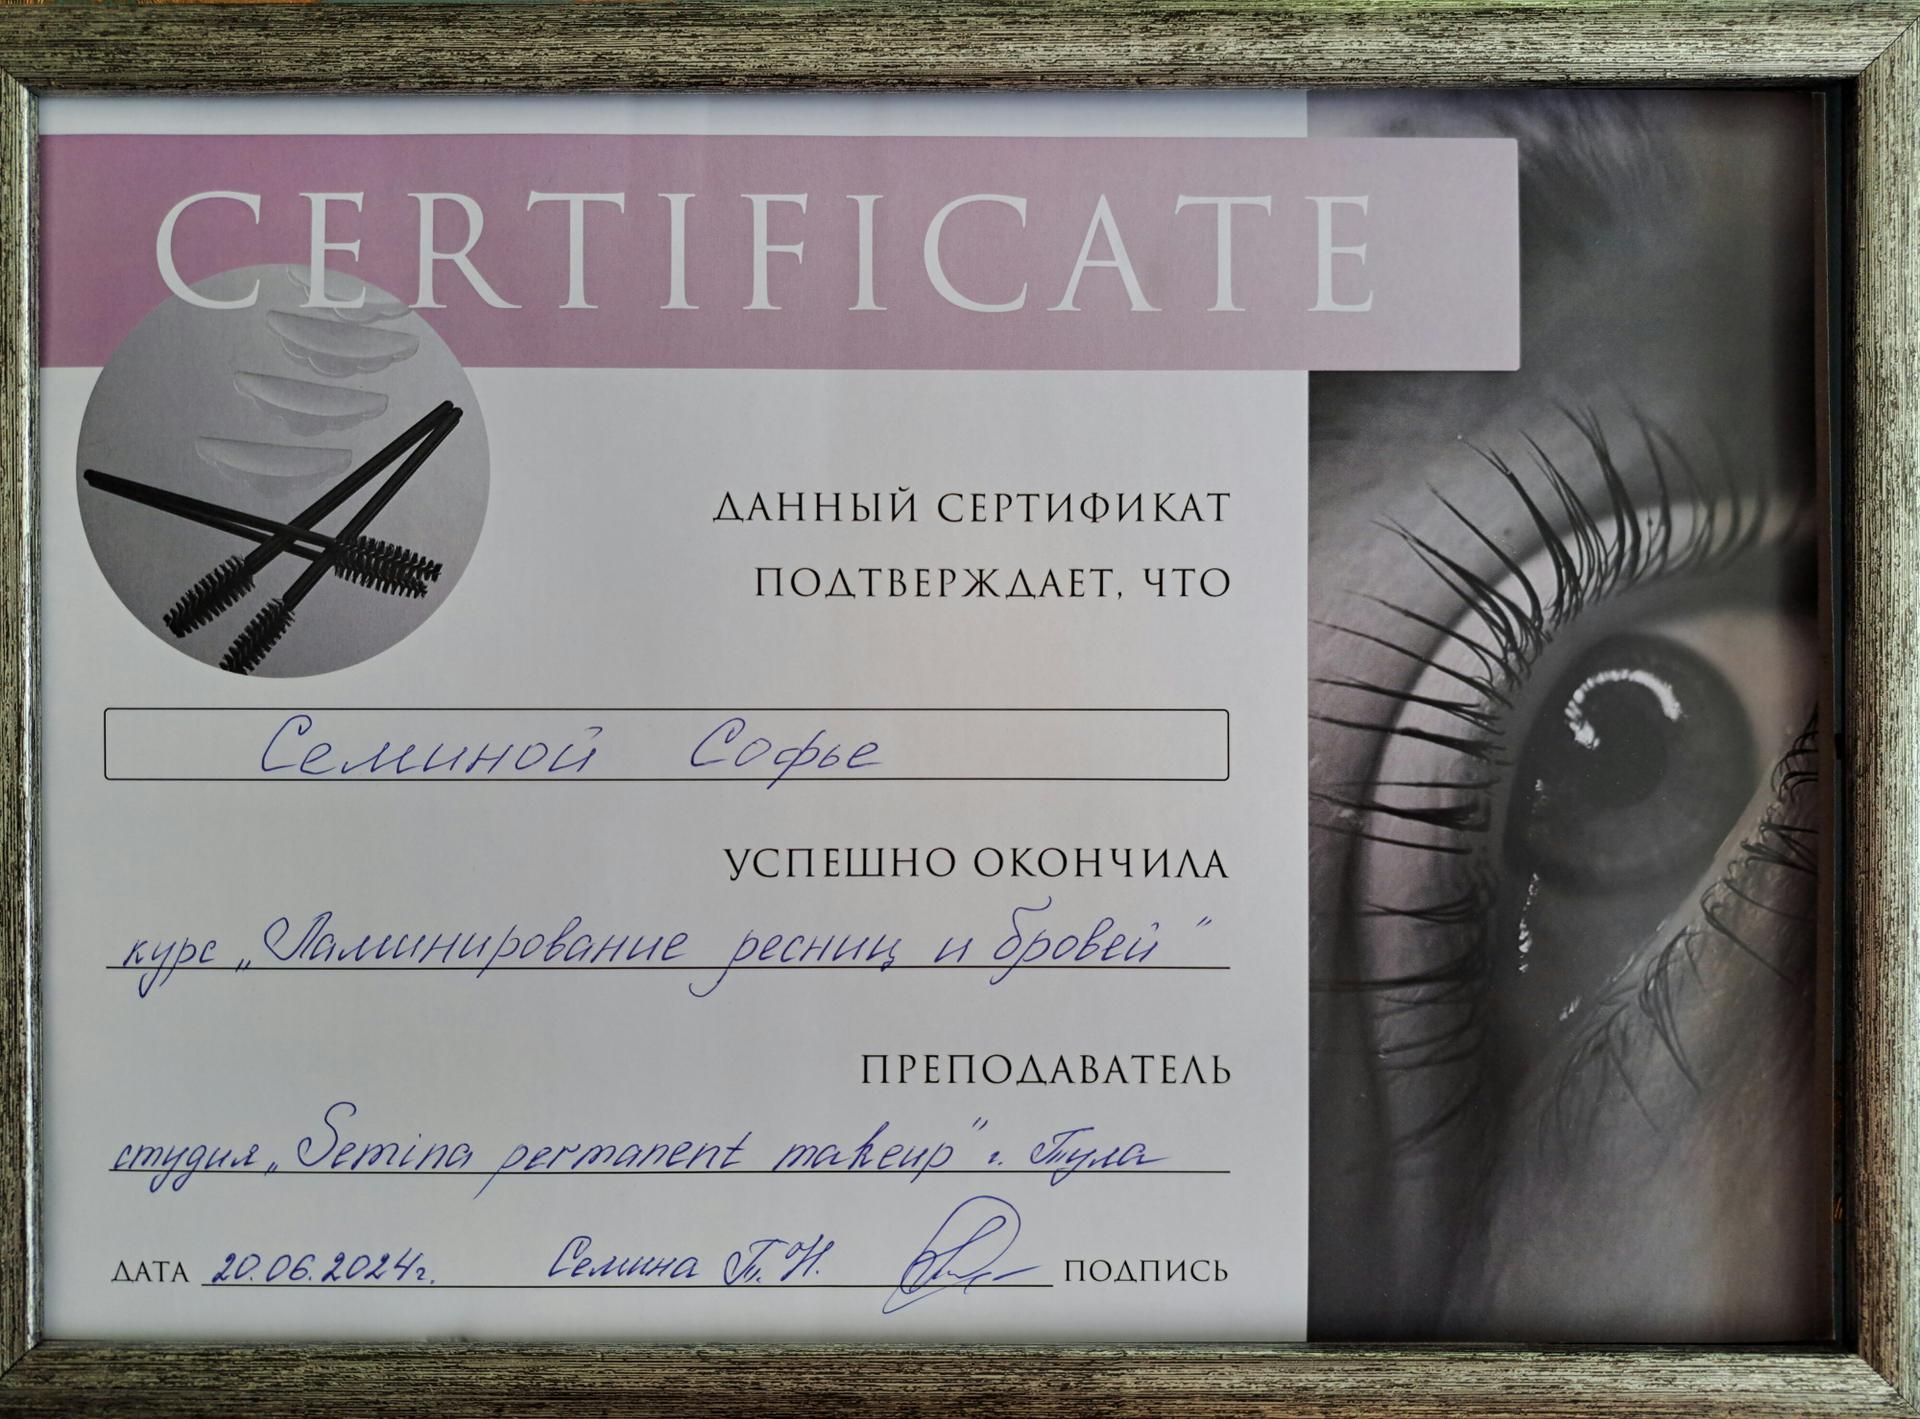 CERTIFICATE
ДАННЫЙ СЕРТИФИКАТ
ПОДТВЕРЖДАЕТ, ЧТО
Семиной Софье
УСПЕШНО ОКОНЧИЛА
курс „Ламинирование ресниц и бровей"
ПРЕПОДАВАТЕЛЬ
студия „Semina permanent makeup" г. Тула
ДАТА 20.06.2024г. Семина Т.Н. ПОДПИСЬ